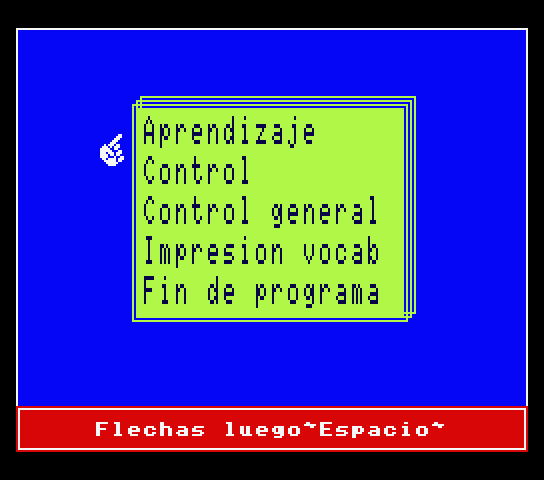 Aprendizaje
Control
Control general
Impresion vocab
Fin de programa
Flechas luego~Espacio~